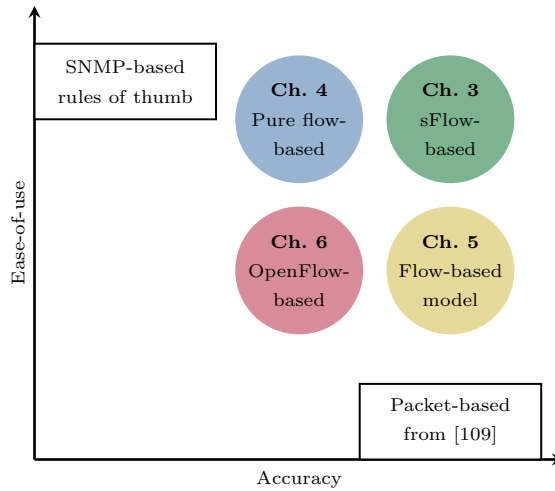 SNMP-based
rules of thumb
Ch. 4
Pure flow-
based
Ch. 3
sFlow-
based
Ch. 6
OpenFlow-
based
Ch. 5
Flow-based
model
Packet-based
from [109]
Ease-of-use
Accuracy